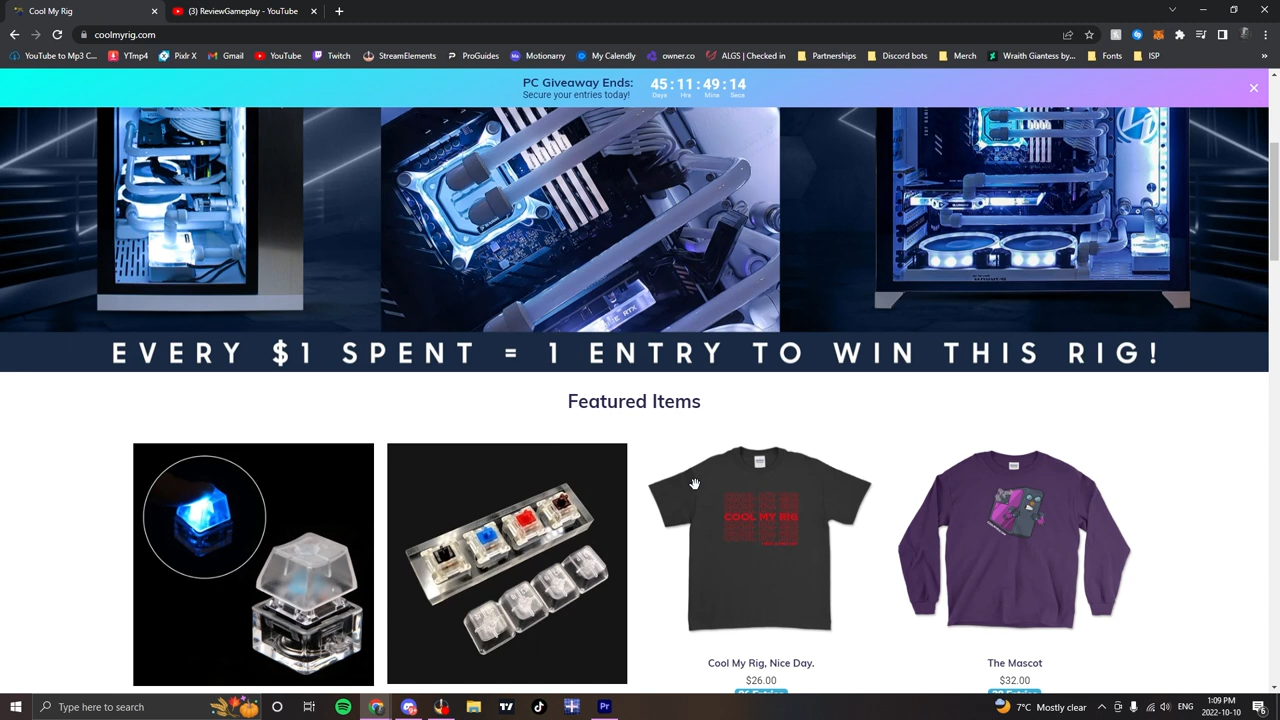 Cool My Rig
(3) ReviewGameplay - YouTube
coolmyrig.com
YouTube to Mp3 C...
YTmp4
Pixlr X
Gmail
YouTube
Twitch
StreamElements
ProGuides
Motionarry
My Calendly
owner.co
ALGS | Checked in
Partnerships
Discord bots
Merch
Wraith Giantess by...
Fonts
ISP
PC Giveaway Ends:
Secure your entries today!
45 : 11 : 49 : 14
Days Hrs Mins Secs
EVERY $1 SPENT = 1 ENTRY TO WIN THIS RIG!
Featured Items
COOL MY RIG
Cool My Rig, Nice Day.
$26.00
The Mascot
$32.00
Type here to search
Pr
7°C Mostly clear
ENG
1:09 PM
2022-10-10
6